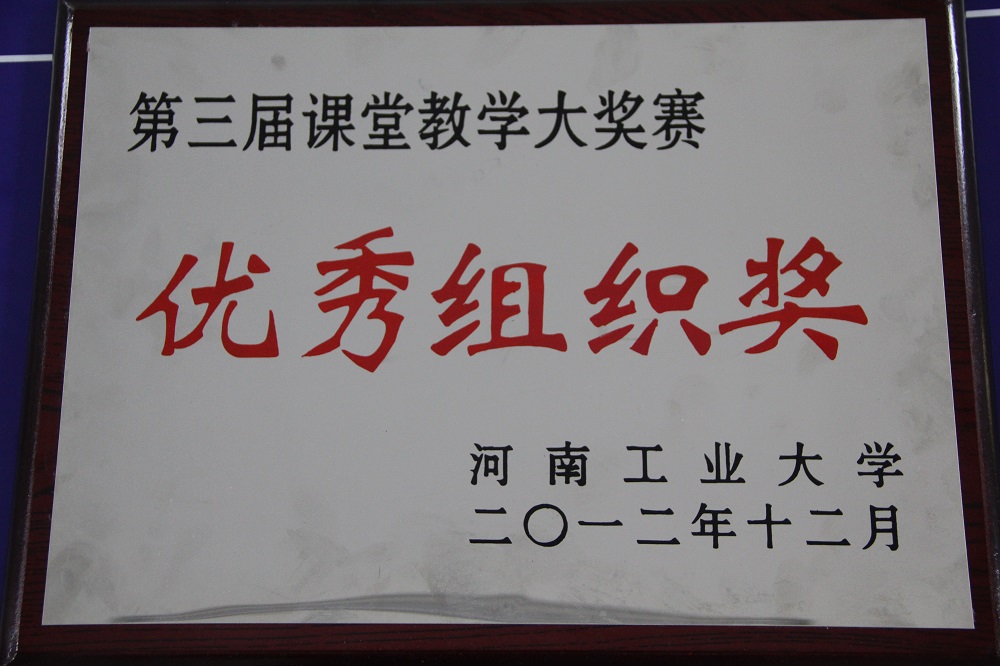 第三届课堂教学大奖赛
优秀组织奖
河南工业大学
二〇一二年十二月